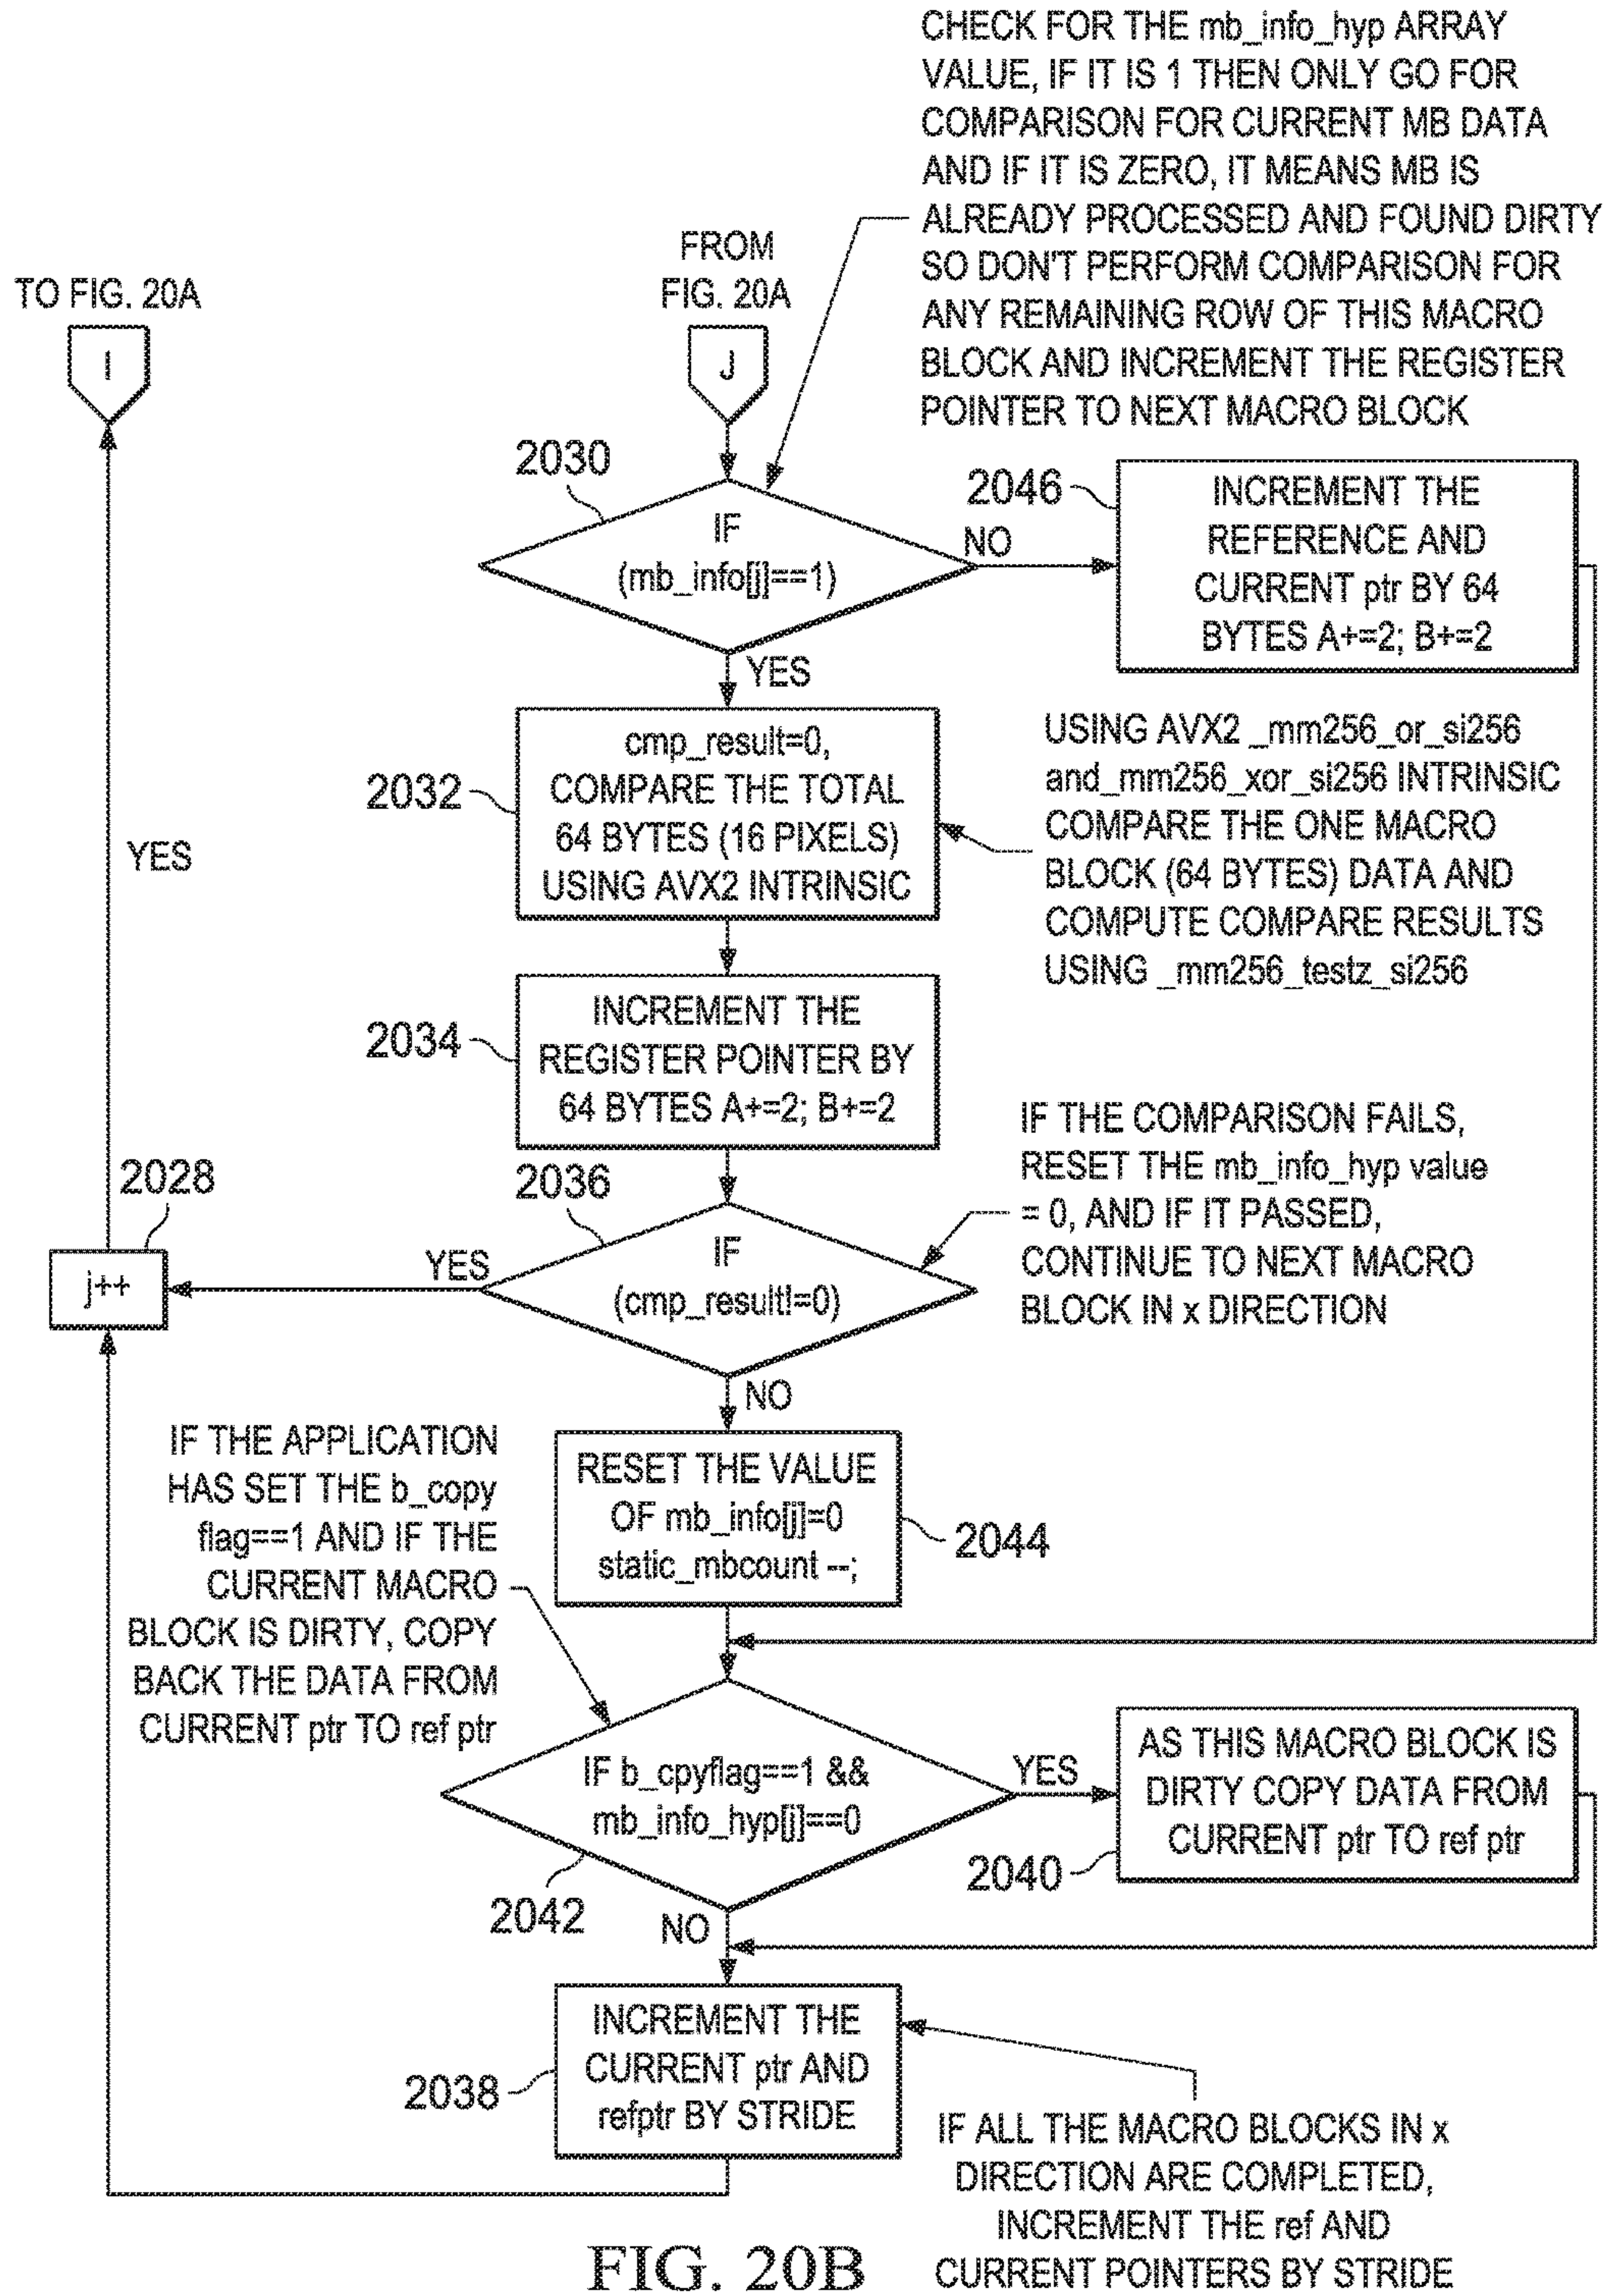 CHECK FOR THE mb_info_hyp ARRAY
VALUE, IF IT IS 1 THEN ONLY GO FOR
COMPARISON FOR CURRENT MB DATA
AND IF IT IS ZERO, IT MEANS MB IS
ALREADY PROCESSED AND FOUND DIRTY
SO DON'T PERFORM COMPARISON FOR
ANY REMAINING ROW OF THIS MACRO
BLOCK AND INCREMENT THE REGISTER
POINTER TO NEXT MACRO BLOCK
TO FIG. 20A
I
FROM
FIG. 20A
J
2030
IF
(mb_info[j]==1)
NO
YES
2046
INCREMENT THE
REFERENCE AND
CURRENT ptr BY 64
BYTES A+=2; B+=2
2032
cmp_result=0,
COMPARE THE TOTAL
64 BYTES (16 PIXELS)
USING AVX2 INTRINSIC
USING AVX2 _mm256_or_si256
and_mm256_xor_si256 INTRINSIC
COMPARE THE ONE MACRO
BLOCK (64 BYTES) DATA AND
COMPUTE COMPARE RESULTS
USING _mm256_testz_si256
YES
2034
INCREMENT THE
REGISTER POINTER BY
64 BYTES A+=2; B+=2
IF THE COMPARISON FAILS,
RESET THE mb_info_hyp value
= 0, AND IF IT PASSED,
CONTINUE TO NEXT MACRO
BLOCK IN x DIRECTION
2028
j++
2036
YES
IF
(cmp_result!=0)
NO
IF THE APPLICATION
HAS SET THE b_copy
flag==1 AND IF THE
CURRENT MACRO
BLOCK IS DIRTY, COPY
BACK THE DATA FROM
CURRENT ptr TO ref ptr
RESET THE VALUE
OF mb_info[j]=0
static_mbcount --;
2044
IF b_cpyflag==1 &&
mb_info_hyp[j]==0
YES
2042
NO
AS THIS MACRO BLOCK IS
DIRTY COPY DATA FROM
CURRENT ptr TO ref ptr
2040
INCREMENT THE
CURRENT ptr AND
refptr BY STRIDE
2038
IF ALL THE MACRO BLOCKS IN x
DIRECTION ARE COMPLETED,
INCREMENT THE ref AND
CURRENT POINTERS BY STRIDE
FIG. 20B